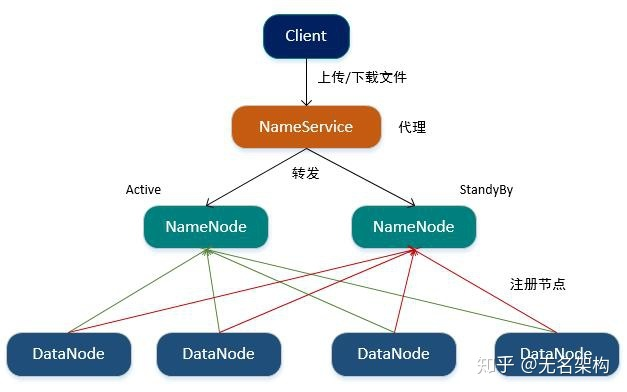 Client
上传/下载文件
NameService
代理
转发
Active
StandyBy
NameNode
NameNode
注册节点
DataNode
DataNode
DataNode
DataNode
知乎 @无名架构